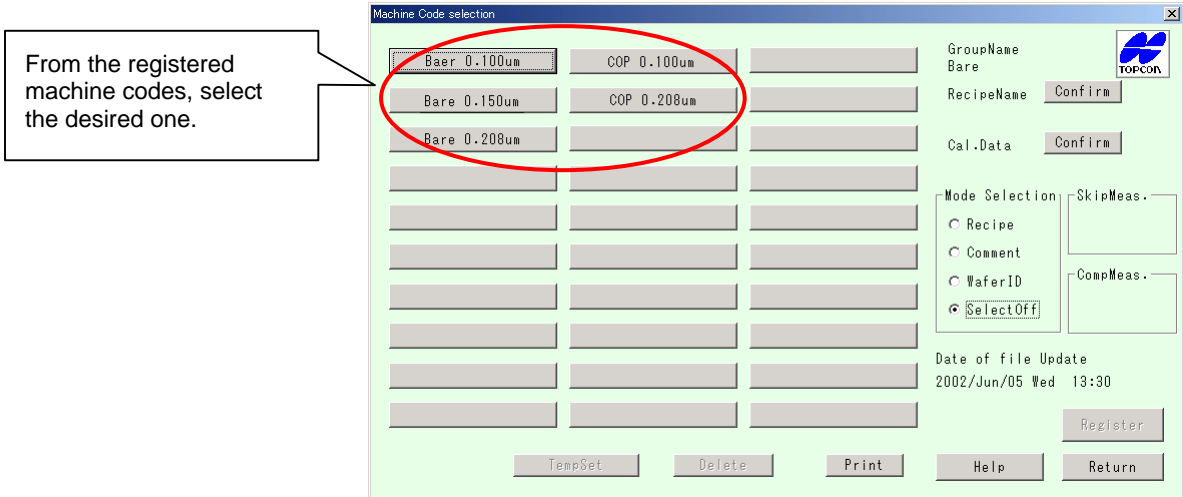 Machine Code selection
From the registered
machine codes, select
the desired one.
Baer 0.100um
COP 0.100um
Bare 0.150um
COP 0.208um
Bare 0.208um
GroupName
Bare
TOPCON
RecipeName
Confirm
Cal.Data
Confirm
Mode Selection
Recipe
Comment
WaferID
SelectOff
SkipMeas.
CompMeas.
Date of file Update
2002/Jun/05 Wed 13:30
Register
TempSet
Delete
Print
Help
Return